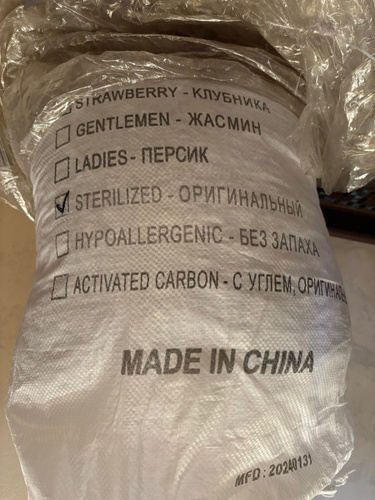 STRAWBERRY - КЛУБНИКА
GENTLEMEN - ЖАСМИН
LADIES - ПЕРСИК
STERILIZED - ОРИГИНАЛЬНЫЙ
HYPOALLERGENIC - БЕЗ ЗАПАХА
ACTIVATED CARBON - С УГЛЕМ,
MADE IN CHINA
MFD: 20240131